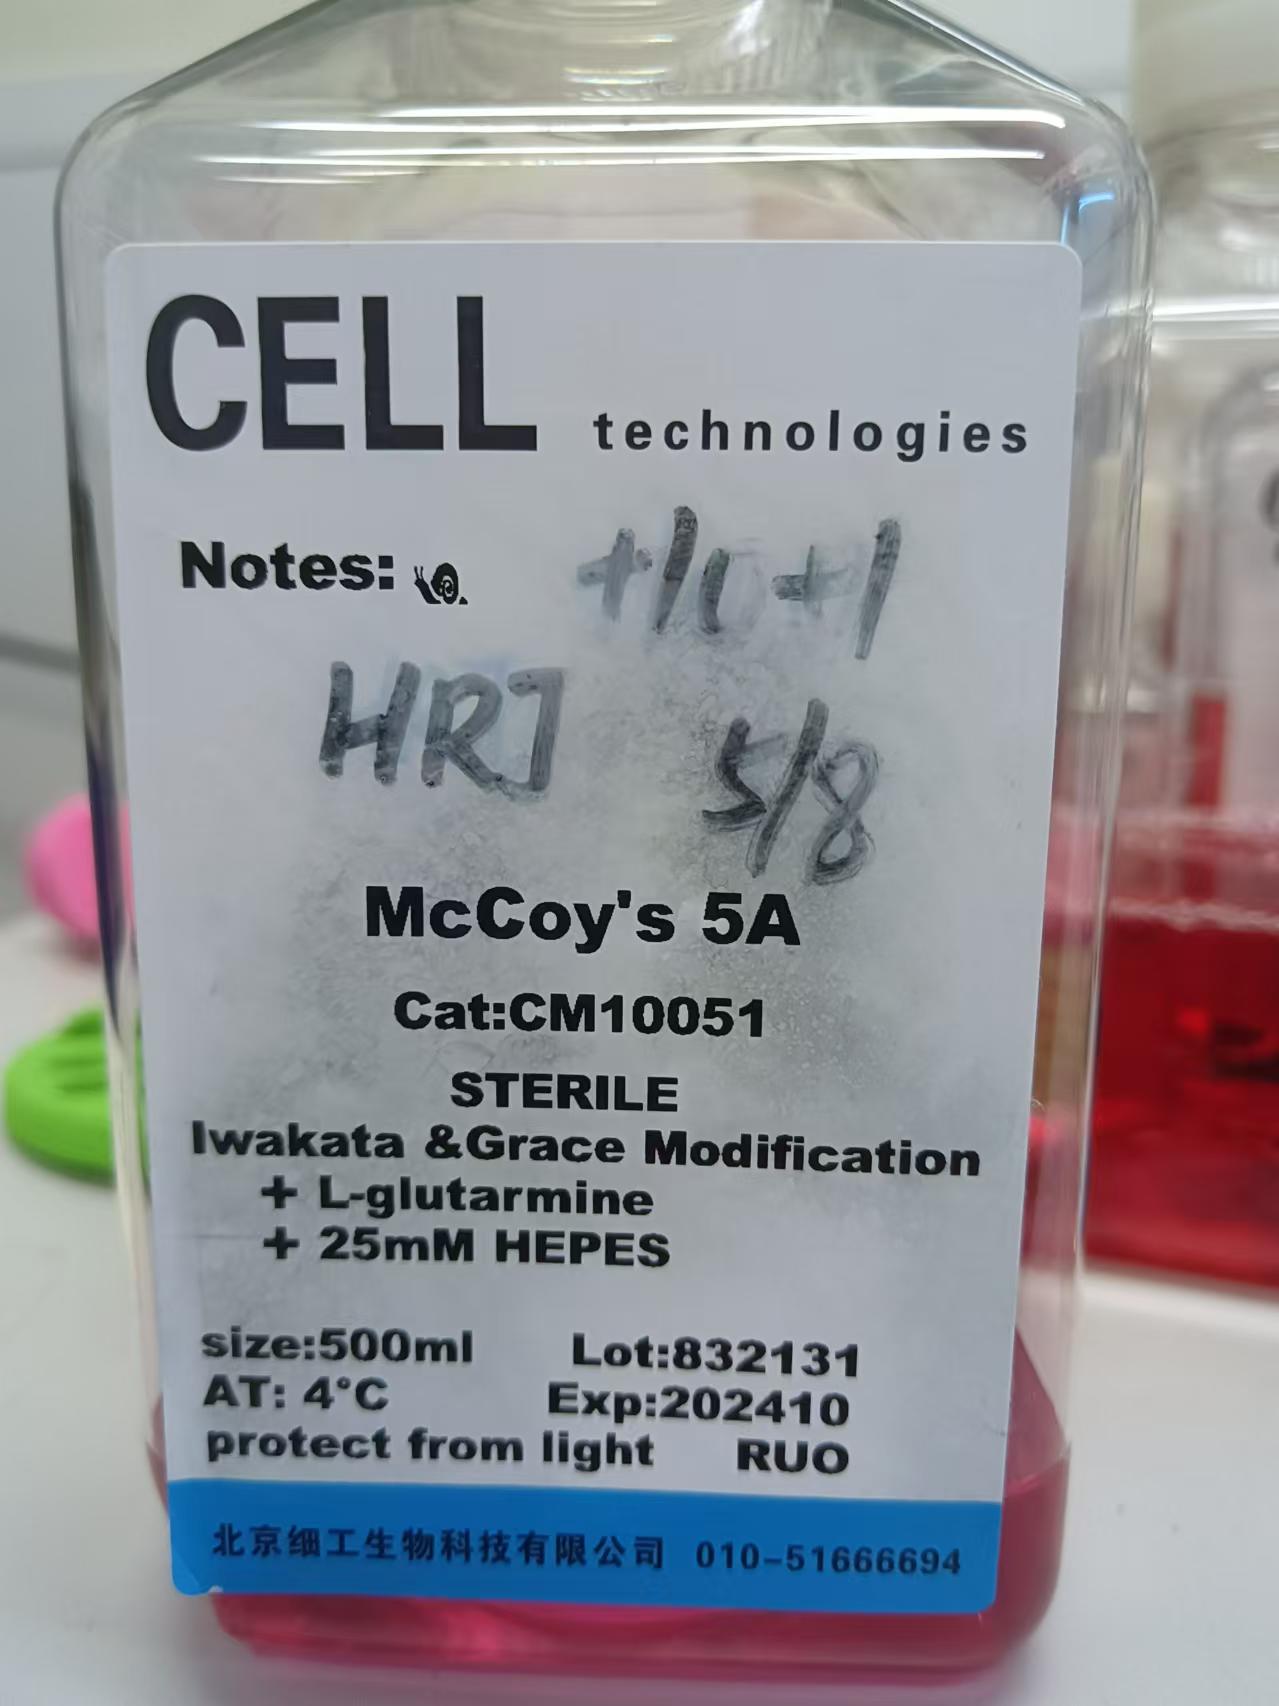 CELL technologies
Notes: +10+1
HRJ 5/8
McCoy's 5A
Cat:CM10051
STERILE
Iwakata &Grace Modification
+ L-glutarmine
+ 25mM HEPES
size:500ml Lot:832131
AT: 4°C Exp:202410
protect from light RUO
北京细工生物科技有限公司 010-51666694